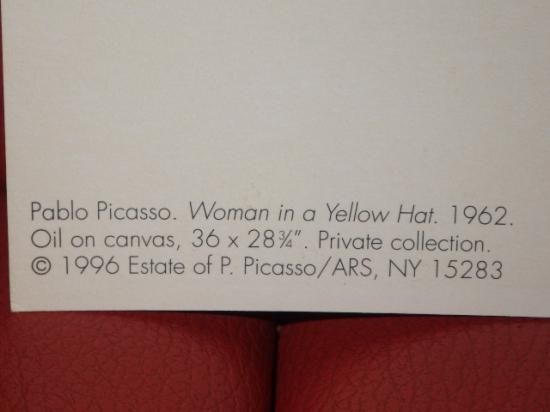 Pablo Picasso. Woman in a Yellow Hat. 1962.
Oil on canvas, 36 x 28¾". Private collection.
© 1996 Estate of P. Picasso/ARS, NY 15283